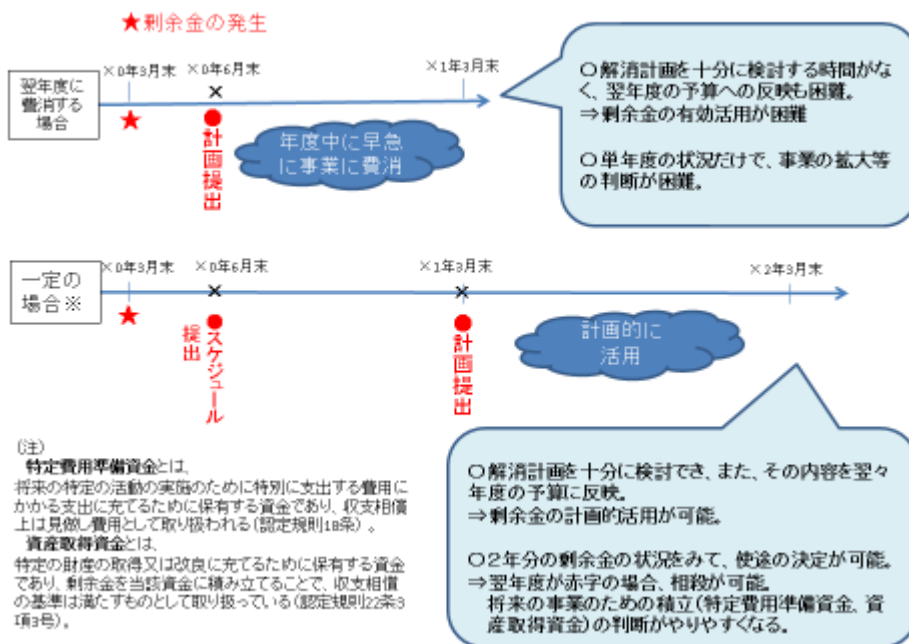 ★剰余金の発生
×0年3月末
×0年6月末
×1年3月末
翌年度に
費消する
場合
計画提出
年度中に早急
に事業に費消
○解消計画を十分に検討する時間がな
く、翌年度の予算への反映も困難。
⇒剰余金の有効活用が困難
○単年度の状況だけで、事業の拡大等
の判断が困難。
×0年3月末
×0年6月末
×1年3月末
×2年3月末
一定の
場合※
スケジュール
提出
計画提出
計画的に
活用
(注)
特定費用準備資金とは、
将来の特定の活動の実施のために特別に支出する費用に
かかる支出に充てるために保有する資金であり、収支相償
上は見做し費用として取り扱われる(認定規則18条)。
資産取得資金とは、
特定の財産の取得又は改良に充てるために保有する資金
であり、剰余金を当該資金に積み立てることで、収支相償
の基準は満たすものとして取り扱っている(認定規則22条3
項3号)。
○解消計画を十分に検討でき、また、その内容を翌々
年度の予算に反映。
⇒剰余金の計画的活用が可能。
○2年分の剰余金の状況をみて、使途の決定が可能。
⇒翌年度が赤字の場合、相殺が可能。
将来の事業のための積立(特定費用準備資金、資
産取得資金)の判断がやりやすくなる。